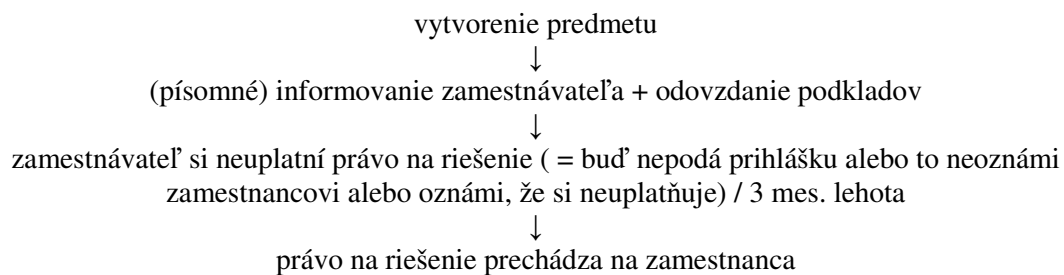 vytvorenie predmetu
↓
(písomné) informovanie zamestnávateľa + odovzdanie podkladov
↓
zamestnávateľ si neuplatní právo na riešenie ( = buď nepodá prihlášku alebo to neoznámi
zamestnancovi alebo oznámi, že si neuplatňuje) / 3 mes. lehota
↓
právo na riešenie prechádza na zamestnanca